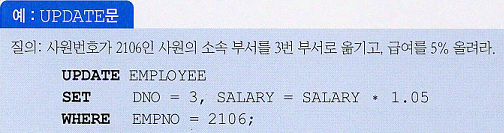 예 : UPDATE문
질의: 사원번호가 2106인 사원의 소속 부서를 3번 부서로 옮기고, 급여를 5% 올려라.
UPDATE EMPLOYEE
SET DNO = 3, SALARY = SALARY * 1.05
WHERE EMPNO = 2106;